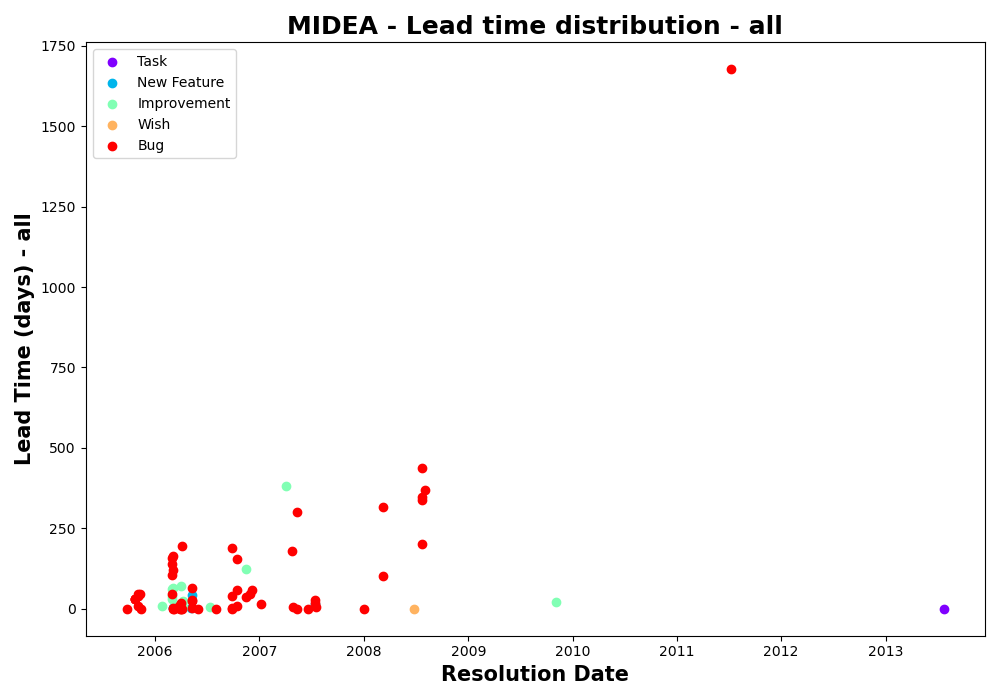 MIDEA - Lead time distribution - all
Task
New Feature
Improvement
Wish
Bug
Lead Time (days) - all
1750
1500
1250
1000
750
500
250
0
2006 2007 2008 2009 2010 2011 2012 2013
Resolution Date